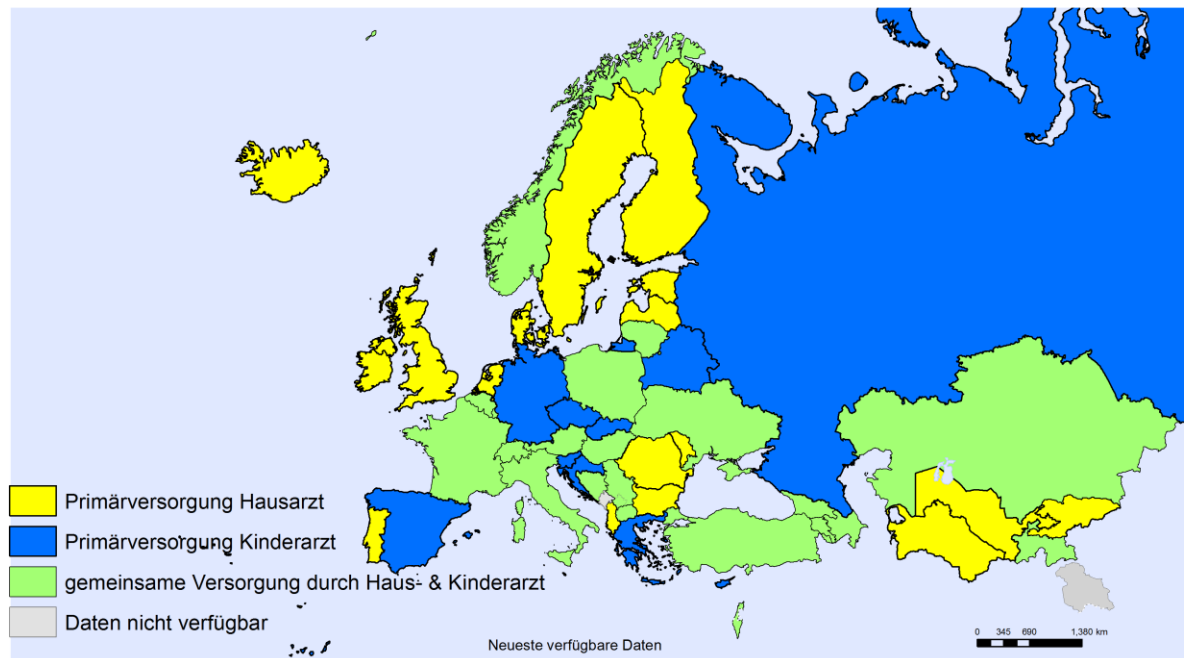 Primärversorgung Hausarzt
Primärversorgung Kinderarzt
gemeinsame Versorgung durch Haus- & Kinderarzt
Daten nicht verfügbar
Neueste verfügbare Daten
0 345 690 1,380 km